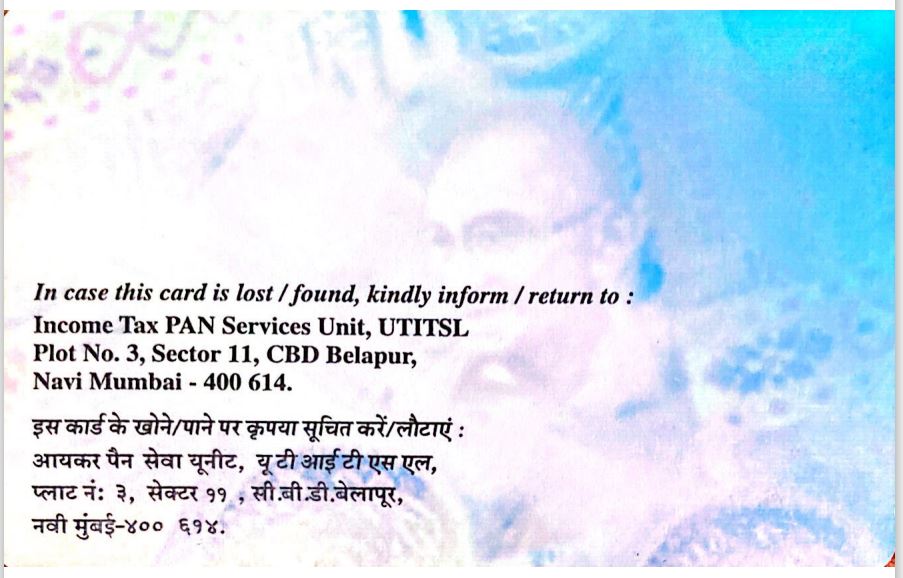 In case this card is lost / found, kindly inform / return to :
Income Tax PAN Services Unit, UTITSL
Plot No. 3, Sector 11, CBD Belapur,
Navi Mumbai - 400 614.
इस कार्ड के खोने/पाने पर कृपया सूचित करें/लौटाएं :
आयकर पैन सेवा यूनीट, यू टी आई टी एस एल,
प्लाट नं: ३, सेक्टर ११ , सी.बी.डी.बेलापूर,
नवी मुंबई-४०० ६१४.